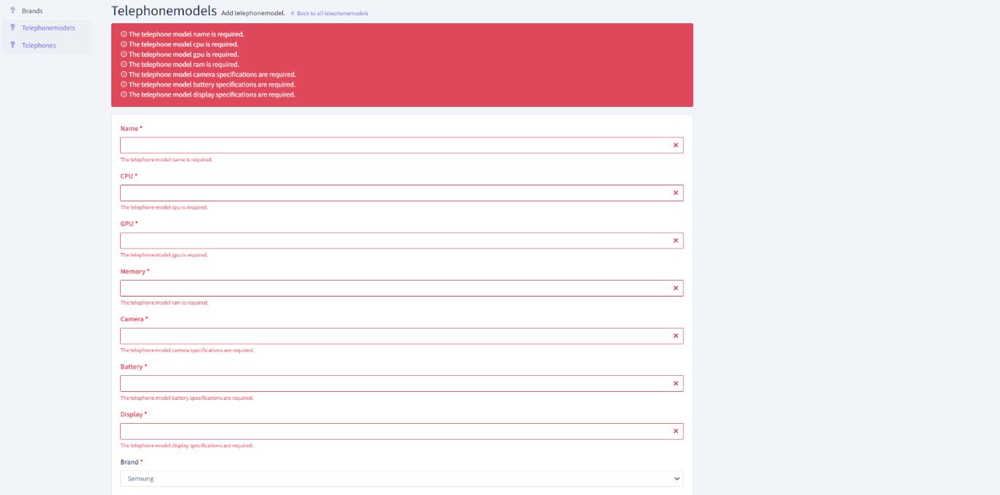 Brands
Telephonemodels
Telephones
Telephonemodels Add telephonemodel. « Back to all telephonemodels
The telephone model name is required.
The telephone model cpu is required.
The telephone model gpu is required.
The telephone model ram is required.
The telephone model camera specifications are required.
The telephone model battery specifications are required.
The telephone model display specifications are required.
Name *
The telephone model name is required.
CPU *
The telephone model cpu is required.
GPU *
The telephone model gpu is required.
Memory *
The telephone model ram is required.
Camera *
The telephone model camera specifications are required.
Battery *
The telephone model battery specifications are required.
Display *
The telephone model display specifications are required.
Brand *
Samsung